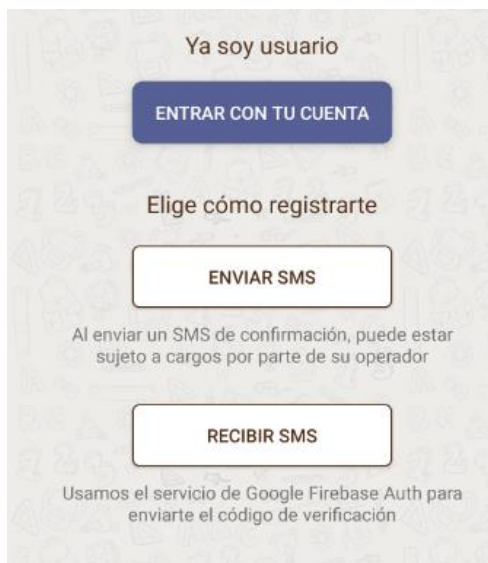 Ya soy usuario
ENTRAR CON TU CUENTA
Elige cómo registrarte
ENVIAR SMS
Al enviar un SMS de confirmación, puede estar
sujeto a cargos por parte de su operador
RECIBIR SMS
Usamos el servicio de Google Firebase Auth para
enviarte el código de verificación